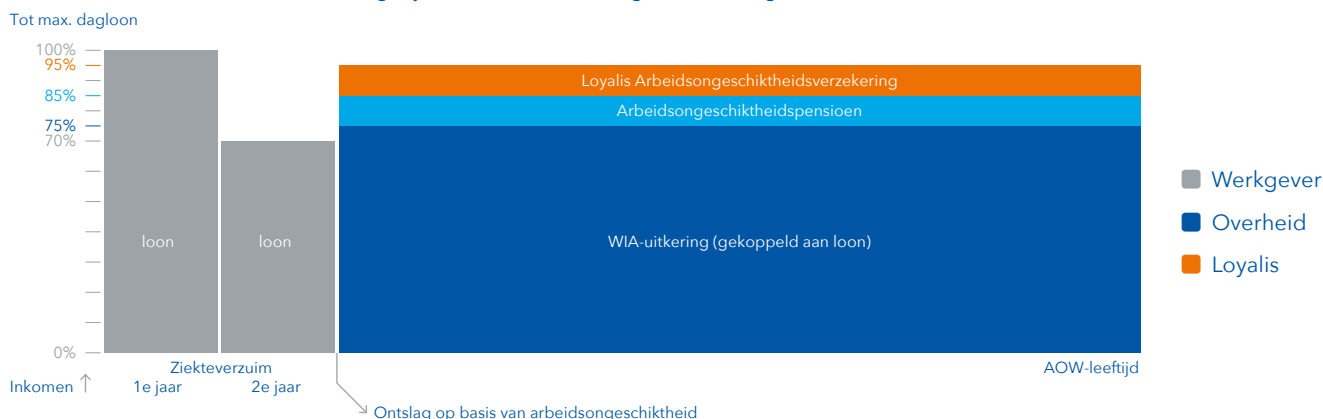 Tot max. dagloon
100%
95%
85%
75%
70%
0%
Loyalis Arbeidsongeschiktheidsverzekering
Arbeidsongeschiktheidspensioen
loon
loon
WIA-uitkering (gekoppeld aan loon)
Werkgever
Overheid
Loyalis
Ziekteverzuim
AOW-leeftijd
Inkomen
1e jaar
2e jaar
Ontslag op basis van arbeidsongeschiktheid